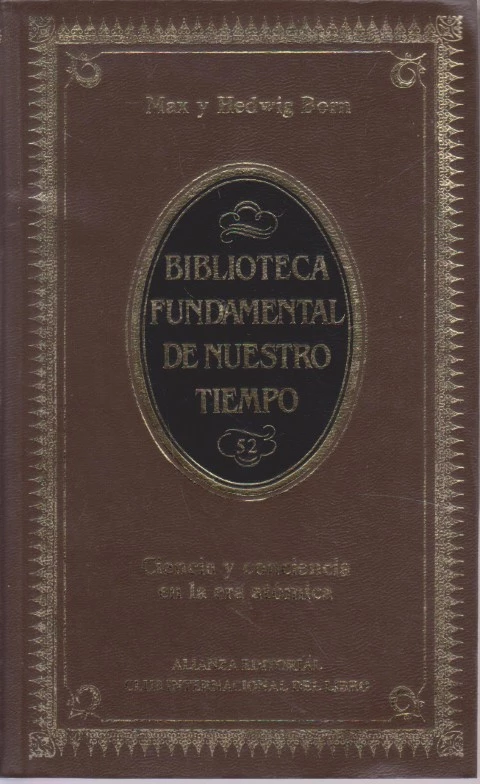 Max y Hedwig Born
BIBLIOTECA
FUNDAMENTAL
DE NUESTRO
TIEMPO
52
Ciencia y conciencia
en la era atómica
ALIANZA EDITORIAL
CLUB INTERNACIONAL DEL LIBRO